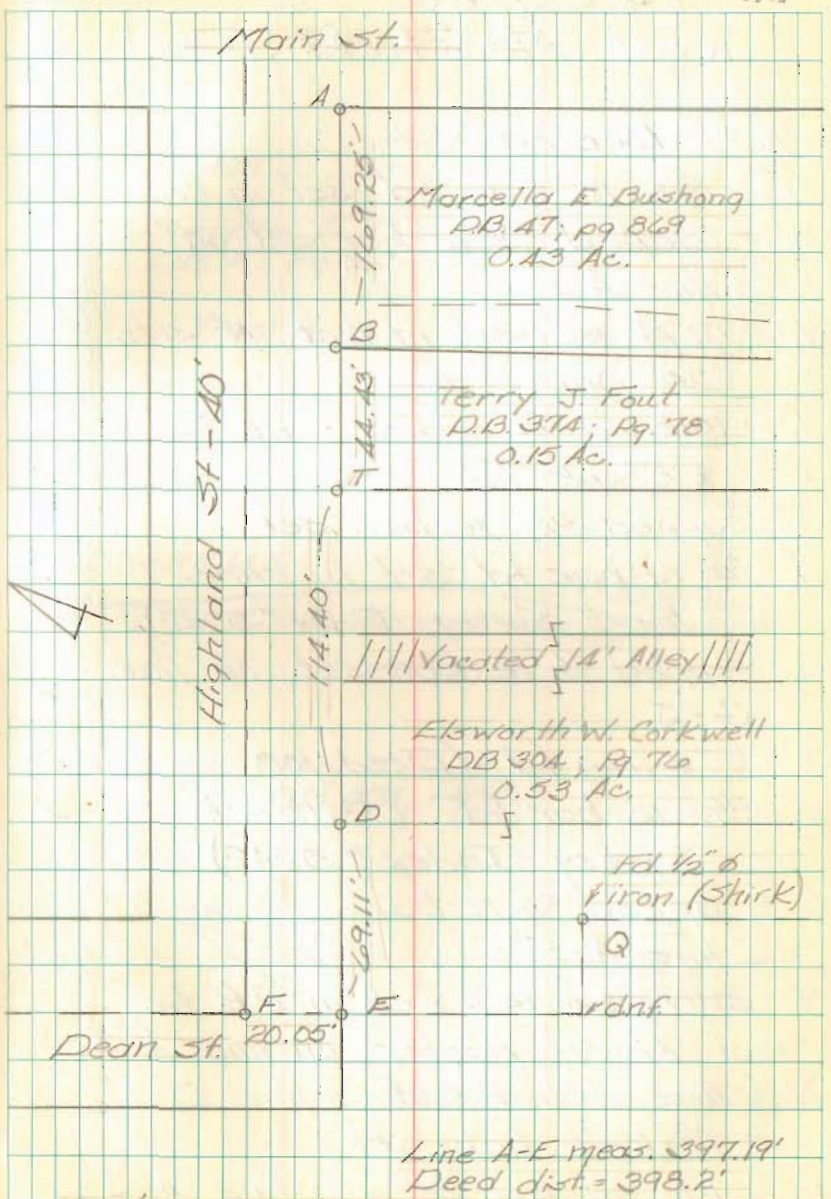 Main St.
A
169.25'
Marcella E Bushong
D.B. 47; pg 869
0.43 Ac.
B
44.43'
Terry J. Fout
D.B. 374; Pg. 78
0.15 Ac.
T
Highland St - 40'
114.40'
Vacated 14' Alley
Elsworth W. Corkwell
DB 304; Pg 76
0.53 Ac.
D
Fd. 1/2" ø
iron (Shirk)
69.11'
Q
F
E
dnf
20.05'
Dean St.
Line A-E meas. 397.19'
Deed dist. = 398.2'